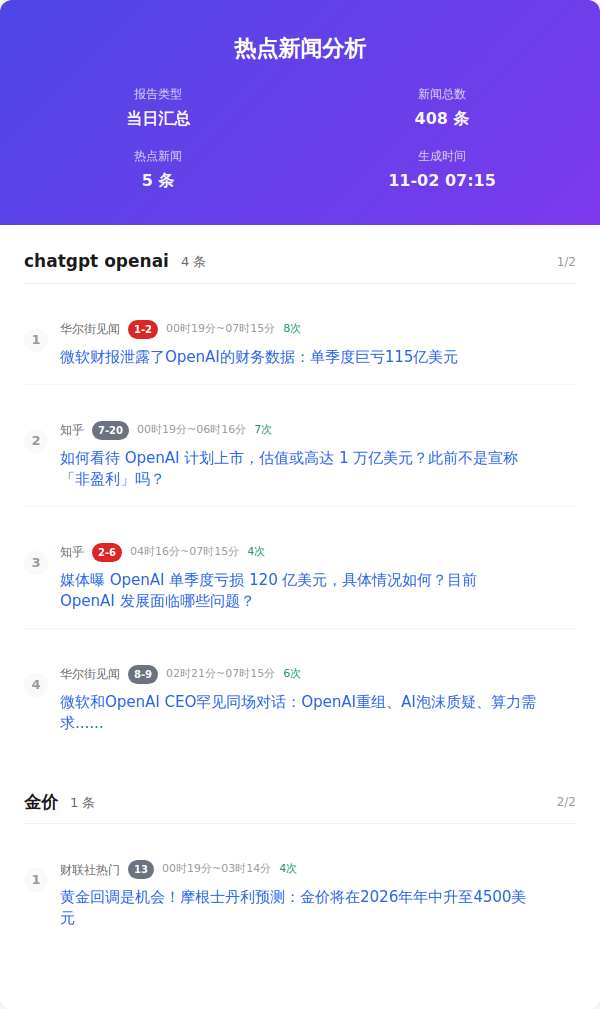 热点新闻分析
报告类型
当日汇总
新闻总数
408 条
热点新闻
5 条
生成时间
11-02 07:15
chatgpt openai 4 条 1/2
1
华尔街见闻 1-2 00时19分~07时15分 8次
微软财报泄露了OpenAI的财务数据：单季度巨亏115亿美元
2
知乎 7-20 00时19分~06时16分 7次
如何看待 OpenAI 计划上市，估值或高达 1 万亿美元？此前不是宣称
「非盈利」吗？
3
知乎 2-6 04时16分~07时15分 4次
媒体曝 OpenAI 单季度亏损 120 亿美元，具体情况如何？目前
OpenAI 发展面临哪些问题？
4
华尔街见闻 8-9 02时21分~07时15分 6次
微软和OpenAI CEO罕见同场对话：OpenAI重组、AI泡沫质疑、算力需
求……
金价 1 条 2/2
1
财联社热门 13 00时19分~03时14分 4次
黄金回调是机会！摩根士丹利预测：金价将在2026年年中升至4500美
元